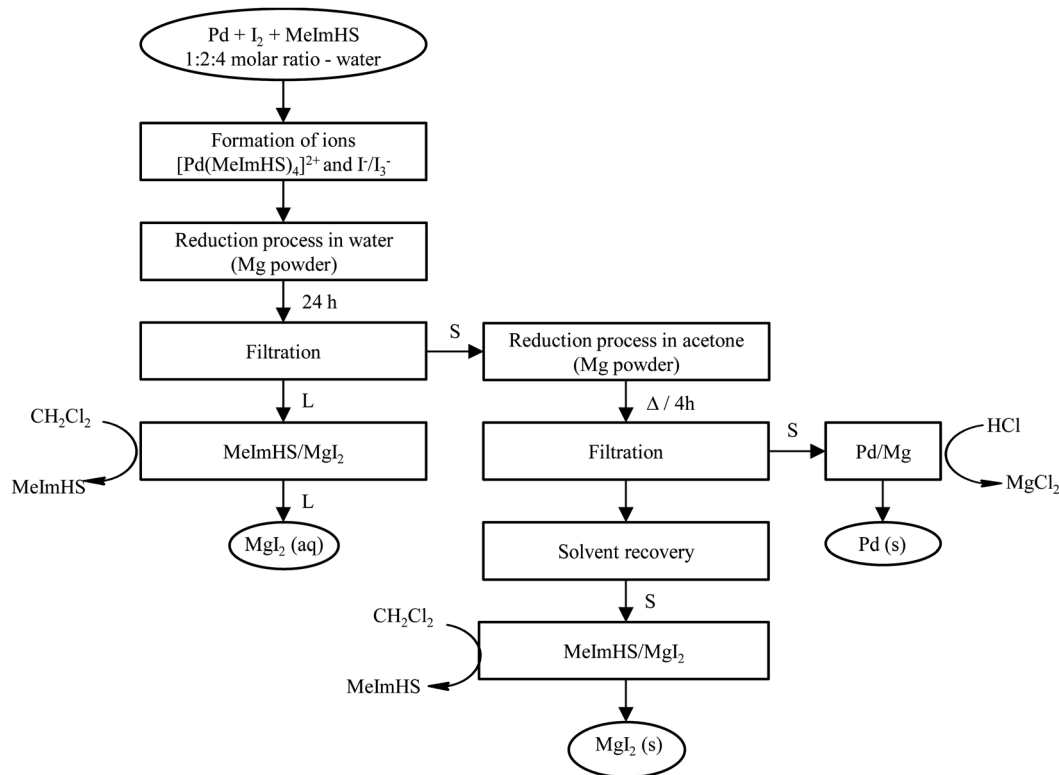 Pd + I₂ + MeImHS
1:2:4 molar ratio - water
Formation of ions
[Pd(MeImHS)₄]²⁺ and I⁻/I₃⁻
Reduction process in water
(Mg powder)
24 h
Filtration
S
Reduction process in acetone
(Mg powder)
L
Δ / 4h
CH₂Cl₂
MeImHS/MgI₂
MeImHS
Filtration
S
Pd/Mg
HCl
MgCl₂
L
MgI₂ (aq)
Solvent recovery
Pd (s)
S
CH₂Cl₂
MeImHS/MgI₂
MeImHS
MgI₂ (s)